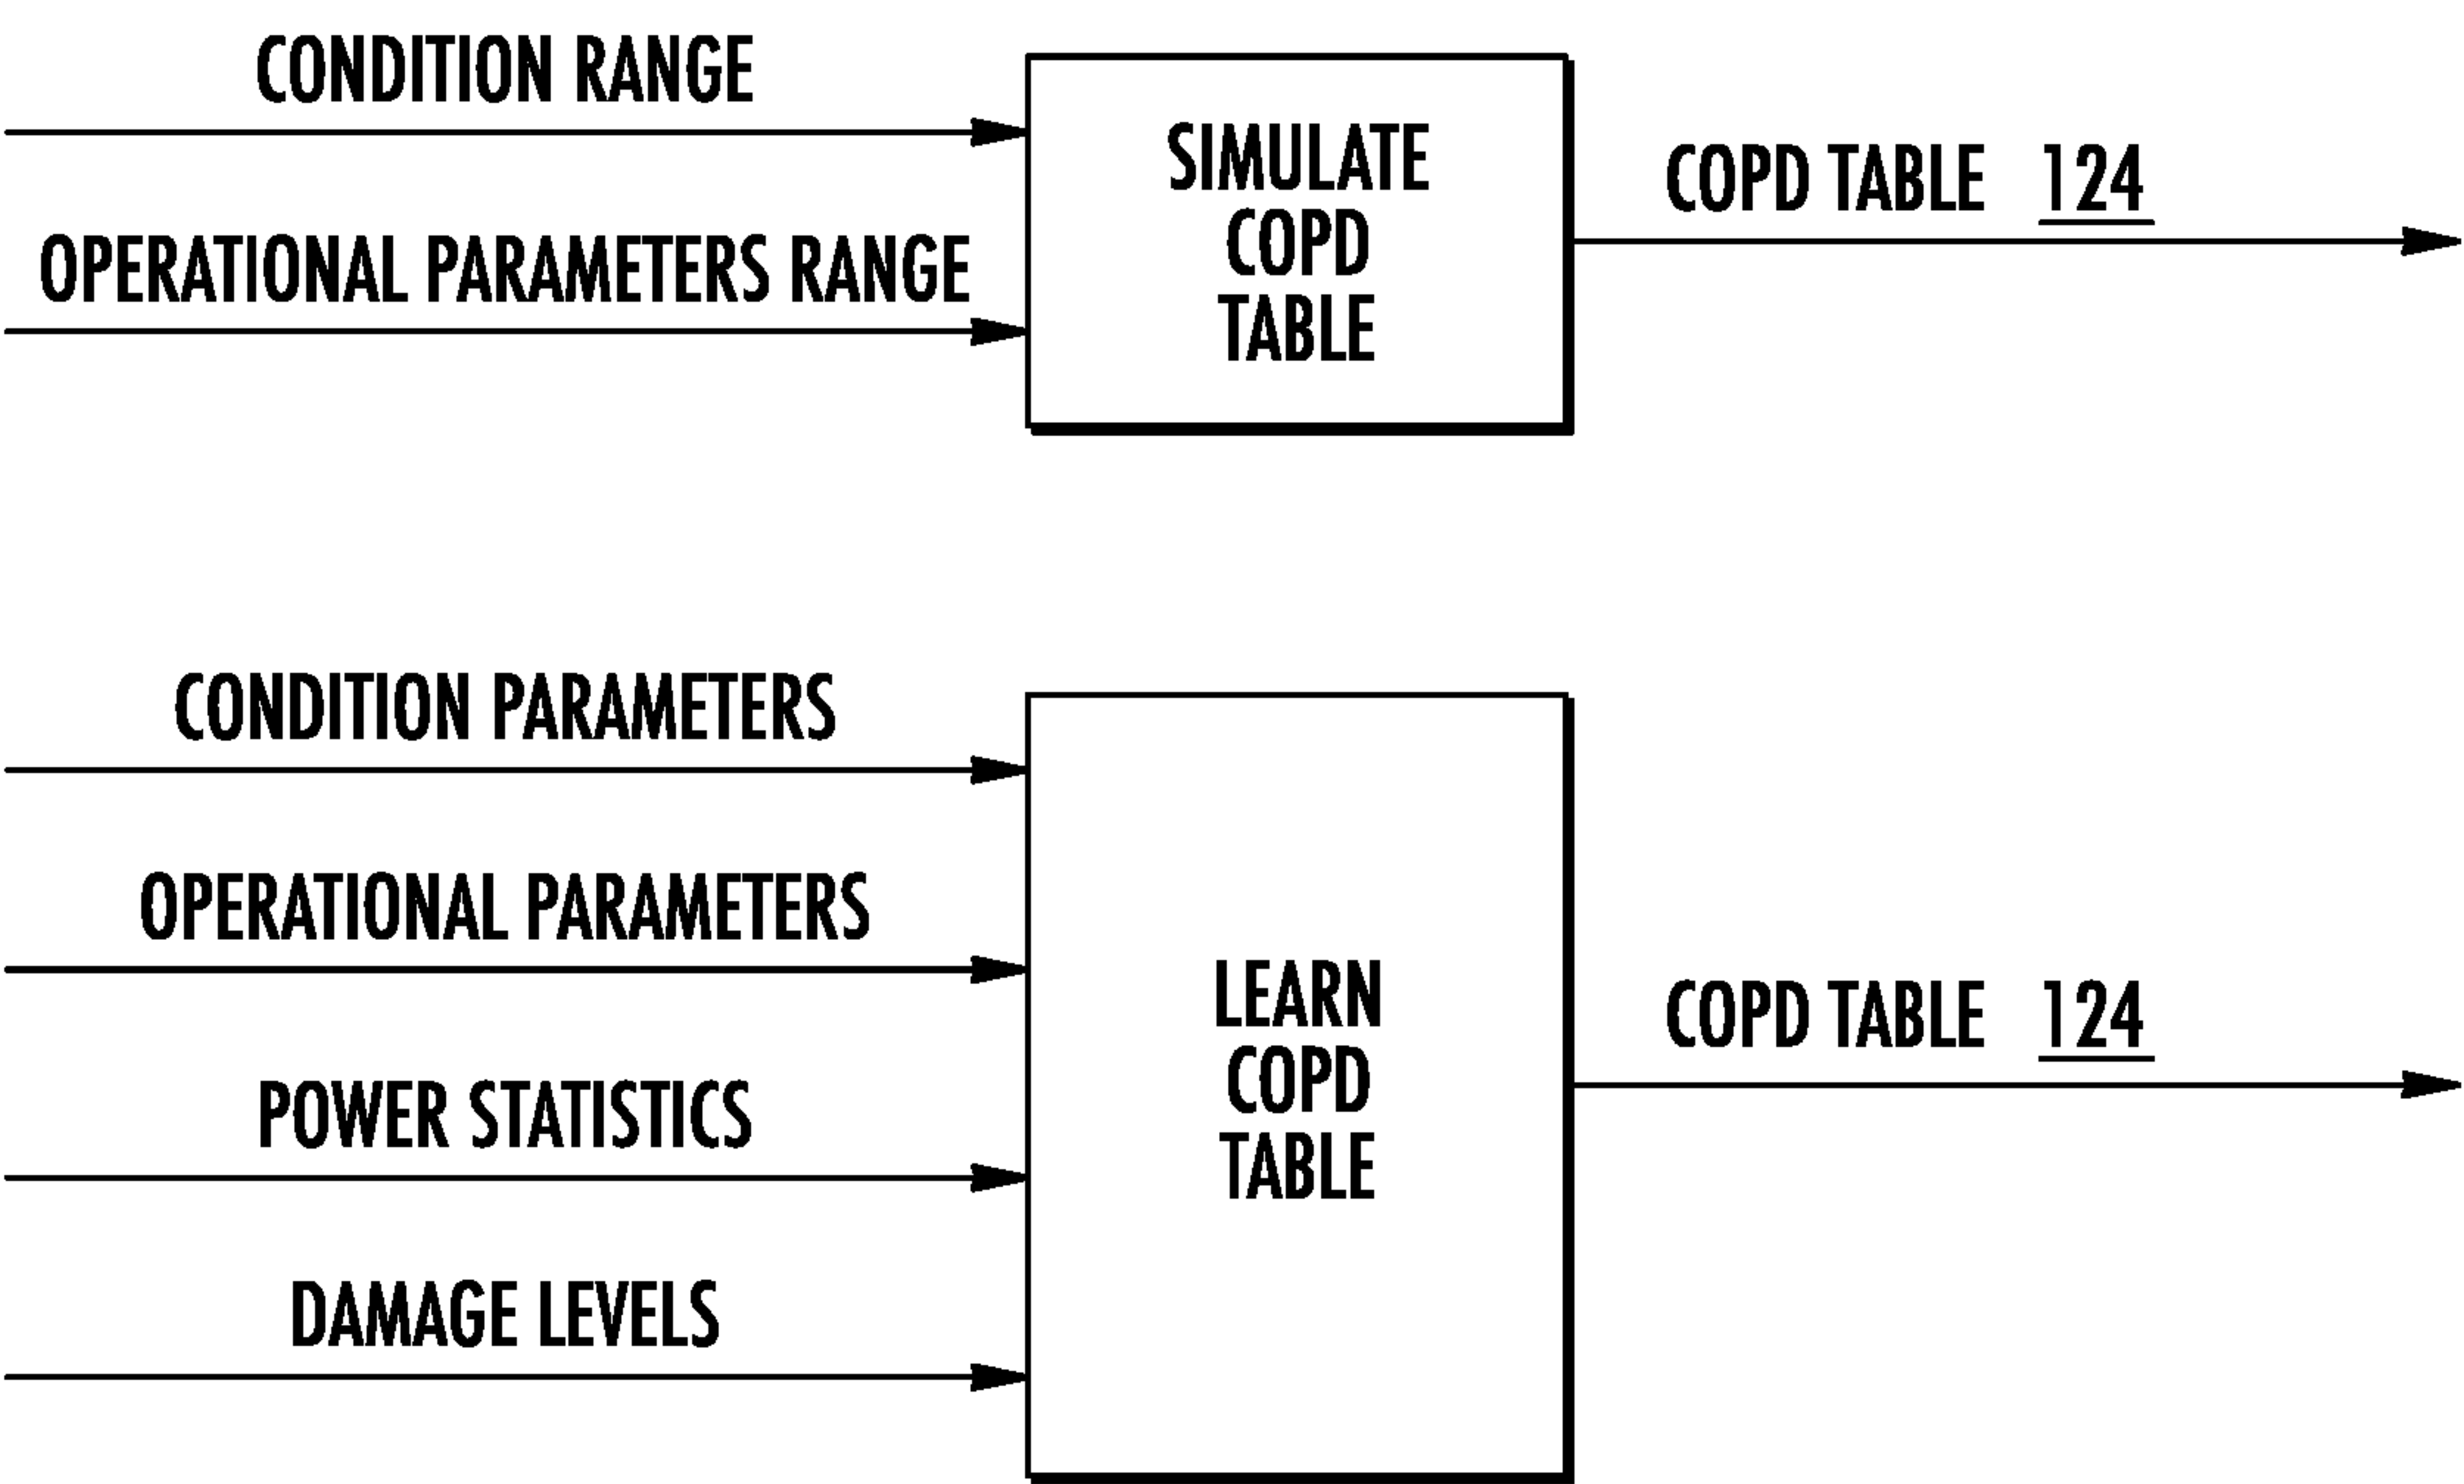 CONDITION RANGE
OPERATIONAL PARAMETERS RANGE
SIMULATE
COPD
TABLE
COPD TABLE 124
CONDITION PARAMETERS
OPERATIONAL PARAMETERS
POWER STATISTICS
DAMAGE LEVELS
LEARN
COPD
TABLE
COPD TABLE 124